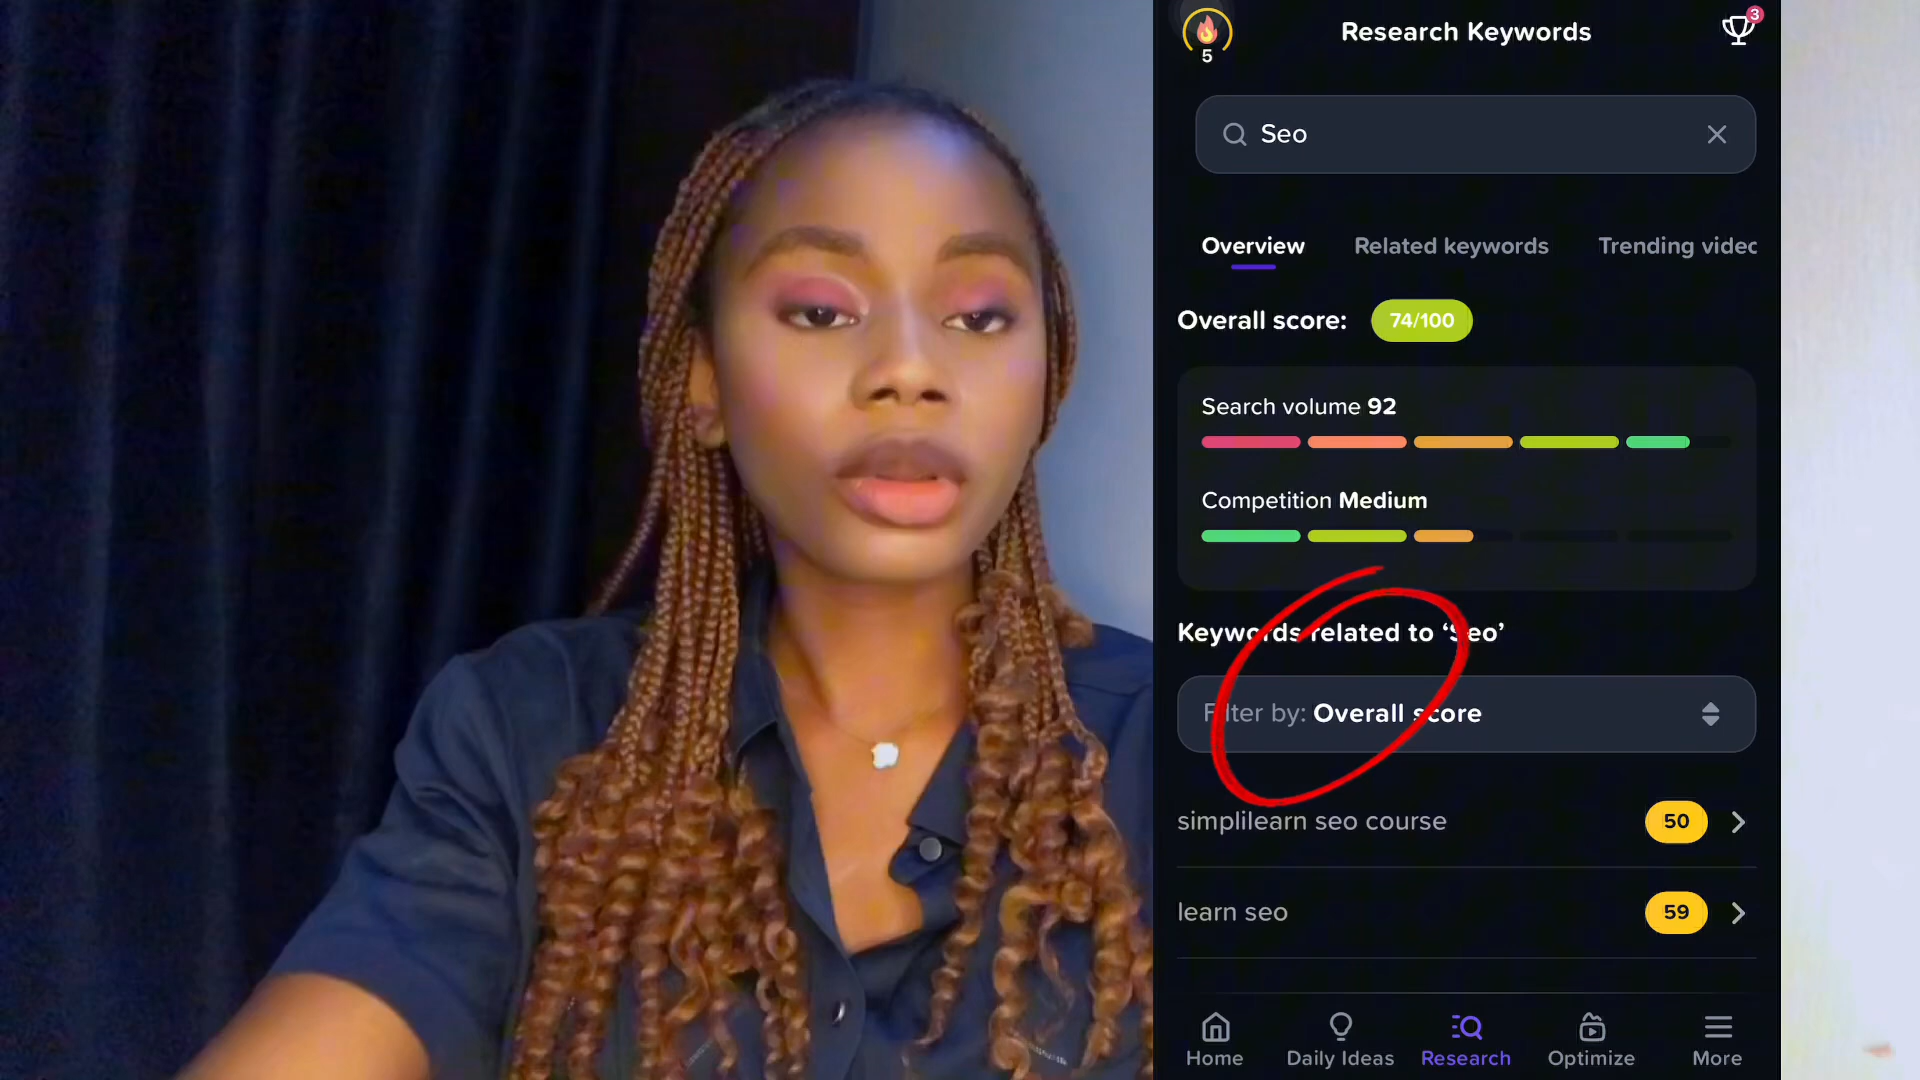 5
Research Keywords
3
Seo
Overview Related keywords Trending videc
Overall score: 74/100
Search volume 92
Competition Medium
Keywords related to ‘Seo’
Filter by: Overall score
simplilearn seo course 50
learn seo 59
Home Daily Ideas Research Optimize More